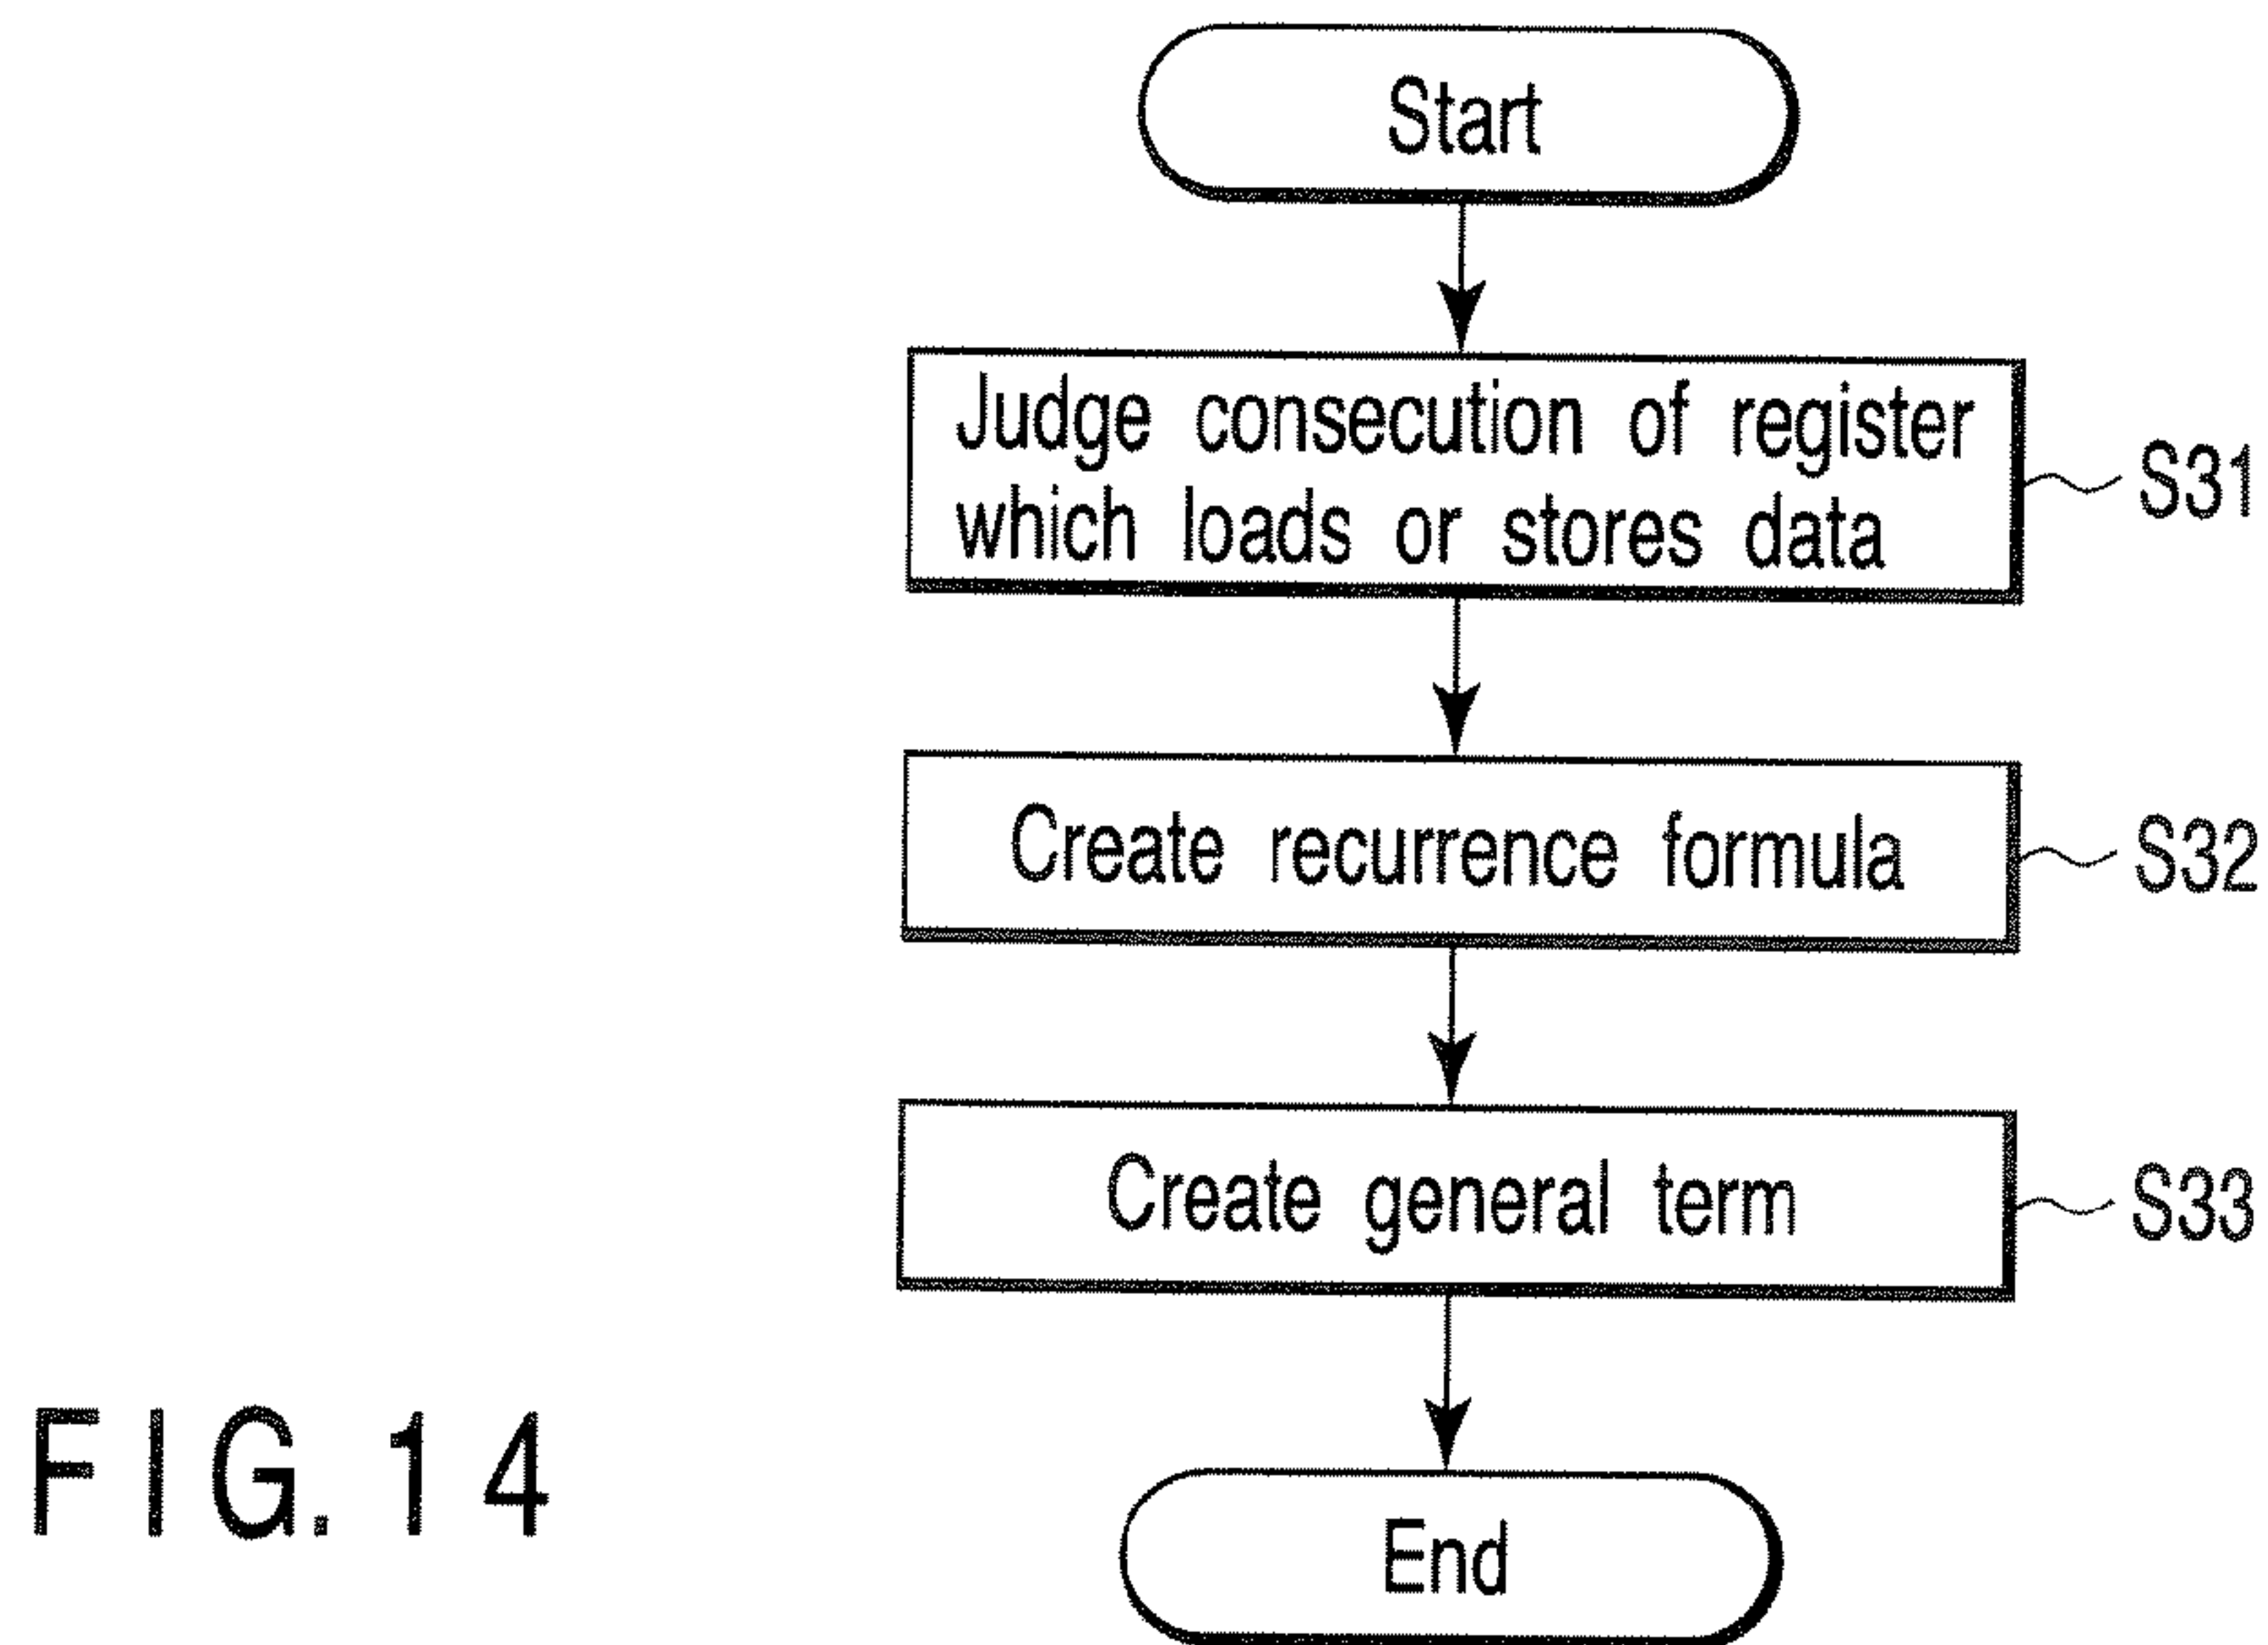 Start
Judge consecution of register
which loads or stores data
S31
Create recurrence formula
S32
Create general term
S33
End
FIG.14